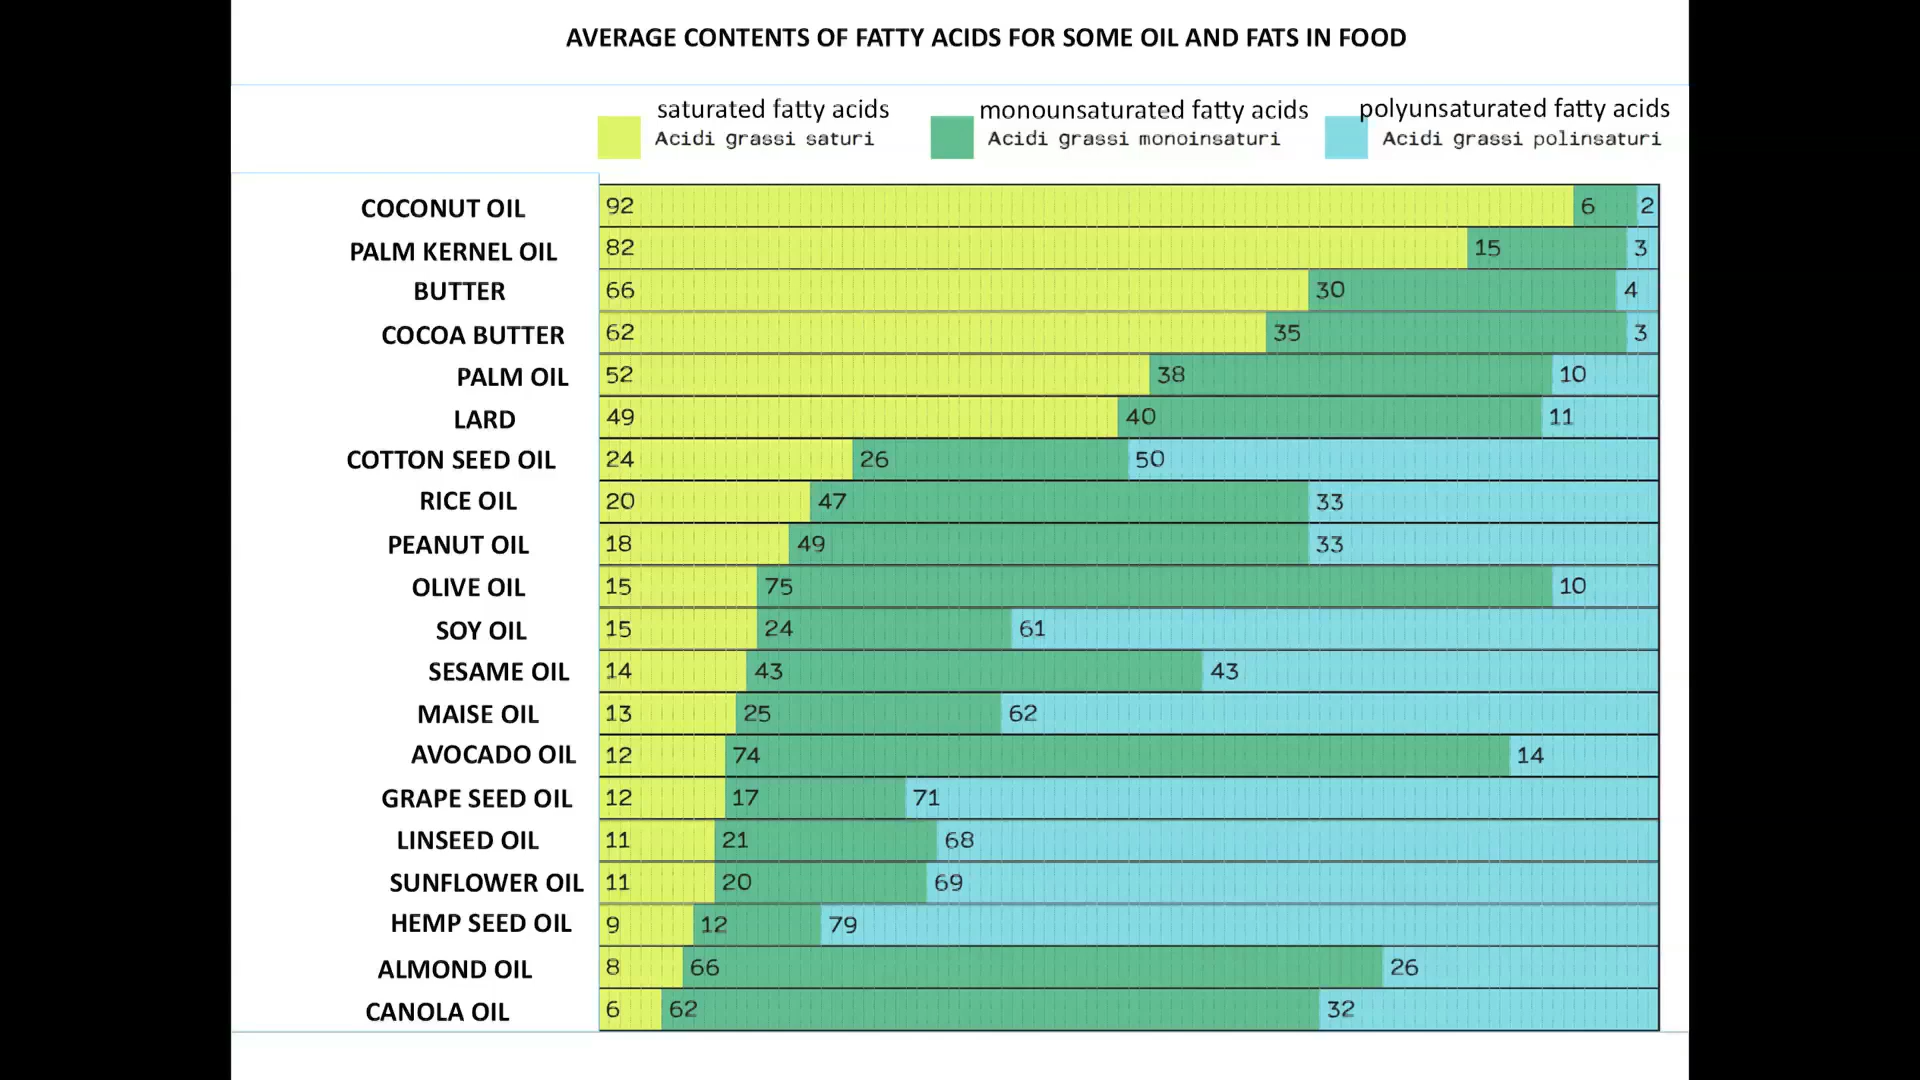 AVERAGE CONTENTS OF FATTY ACIDS FOR SOME OIL AND FATS IN FOOD
saturated fatty acids monounsaturated fatty acids polyunsaturated fatty acids
Acidi grassi saturi Acidi grassi monoinsaturi Acidi grassi polinsaturi
COCONUT OIL 92 6 2
PALM KERNEL OIL 82 15 3
BUTTER 66 30 4
COCOA BUTTER 62 35 3
PALM OIL 52 38 10
LARD 49 40 11
COTTON SEED OIL 24 26 50
RICE OIL 20 47 33
PEANUT OIL 18 49 33
OLIVE OIL 15 75 10
SOY OIL 15 24 61
SESAME OIL 14 43 43
MAISE OIL 13 25 62
AVOCADO OIL 12 74 14
GRAPE SEED OIL 12 17 71
LINSEED OIL 11 21 68
SUNFLOWER OIL 11 20 69
HEMP SEED OIL 9 12 79
ALMOND OIL 8 66 26
CANOLA OIL 6 62 32